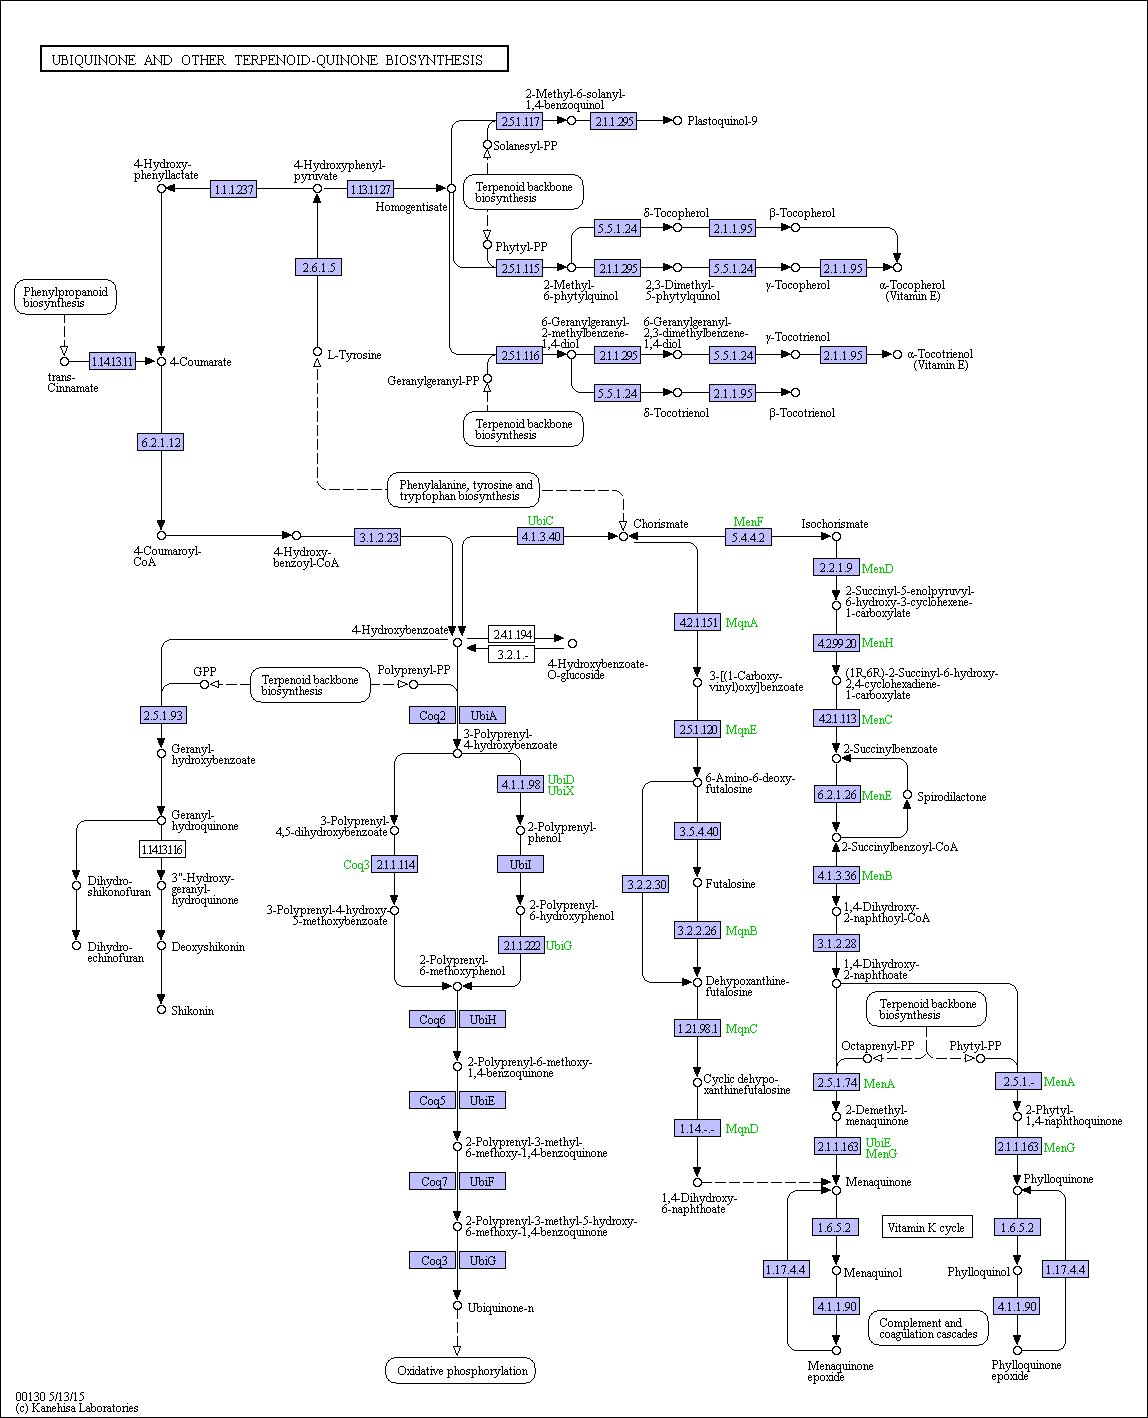 UBIQUINONE AND OTHER TERPENOID-QUINONE BIOSYNTHESIS
2-Methyl-6-solanyl-
1,4-benzoquinol
2.5.1.117
2.1.1.295
Plastoquinol-9
Solanesyl-PP
4-Hydroxy-
phenyllactate
4-Hydroxyphenyl-
pyruvate
1.1.1.237
1.13.11.27
Homogentisate
Terpenoid backbone
biosynthesis
δ-Tocopherol
β-Tocopherol
5.5.1.24
2.1.1.95
Phytyl-PP
2.6.1.5
2.5.1.115
2.1.1.295
5.5.1.24
2.1.1.95
2-Methyl-
6-phytylquinol
2,3-Dimethyl-
5-phytylquinol
γ-Tocopherol
α-Tocopherol
(Vitamin E)
Phenylpropanoid
biosynthesis
6-Geranylgeranyl-
2-methylbenzene-
1,4-diol
6-Geranylgeranyl-
2,3-dimethylbenzene-
1,4-diol
γ-Tocotrienol
1.14.13.11
trans-
Cinnamate
4-Coumarate
L-Tyrosine
2.5.1.116
2.1.1.295
5.5.1.24
2.1.1.95
α-Tocotrienol
(Vitamin E)
Geranylgeranyl-PP
5.5.1.24
2.1.1.95
δ-Tocotrienol
β-Tocotrienol
Terpenoid backbone
biosynthesis
6.2.1.12
Phenylalanine, tyrosine and
tryptophan biosynthesis
UbiC
Chorismate
MenF
Isochorismate
4-Coumaroyl-
CoA
4-Hydroxy-
benzoyl-CoA
3.1.2.23
4.1.3.40
5.4.4.2
2.2.1.9
MenD
2-Succinyl-5-enolpyruvyl-
6-hydroxy-3-cyclohexene-
1-carboxylate
4.2.1.151
MqnA
4-Hydroxybenzoate
2.4.1.194
3.2.1.-
4-Hydroxybenzoate-
O-glucoside
4.2.99.20
MenH
GPP
Terpenoid backbone
biosynthesis
Polyprenyl-PP
3-[(1-Carboxy-
vinyl)oxy]benzoate
(1R,6R)-2-Succinyl-6-hydroxy-
2,4-cyclohexadiene-
1-carboxylate
2.5.1.93
Coq2
UbiA
2.5.1.120
MqnE
4.2.1.113
MenC
Geranyl-
hydroxybenzoate
3-Polyprenyl-
4-hydroxybenzoate
2-Succinylbenzoate
4.1.1.98
UbiD
UbiX
6-Amino-6-deoxy-
futalosine
6.2.1.26
MenE
Spirodilactone
Geranyl-
hydroquinone
3-Polyprenyl-
4,5-dihydroxybenzoate
2-Polyprenyl-
phenol
3.5.4.40
2-Succinylbenzoyl-CoA
1.14.13.116
Coq3
2.1.1.114
UbiI
4.1.3.36
MenB
Dihydro-
shikonofuran
3"-Hydroxy-
geranyl-
hydroquinone
3.2.2.30
Futalosine
3-Polyprenyl-4-hydroxy-
5-methoxybenzoate
2-Polyprenyl-
6-hydroxyphenol
1,4-Dihydroxy-
2-naphthoyl-CoA
Dihydro-
echinofuran
Deoxyshikonin
2.1.1.222
UbiG
3.2.2.26
MqnB
3.1.2.28
2-Polyprenyl-
6-methoxyphenol
1,4-Dihydroxy-
2-naphthoate
Dehypoxanthine-
futalosine
Shikonin
Coq6
UbiH
1.21.98.1
MqnC
Terpenoid backbone
biosynthesis
2-Polyprenyl-6-methoxy-
1,4-benzoquinone
Octaprenyl-PP
Phytyl-PP
Cyclic dehypo-
xanthinefutalosine
2.5.1.74
MenA
2.5.1.-
MenA
Coq5
UbiE
2-Demethyl-
menaquinone
2-Phytyl-
1,4-naphthoquinone
1.14.-.-
MqnD
2-Polyprenyl-3-methyl-
6-methoxy-1,4-benzoquinone
2.1.1.163
UbiE
MenG
2.1.1.163
MenG
Coq7
UbiF
1,4-Dihydroxy-
6-naphthoate
Menaquinone
Phylloquinone
2-Polyprenyl-3-methyl-5-hydroxy-
6-methoxy-1,4-benzoquinone
1.6.5.2
Vitamin K cycle
1.6.5.2
Coq3
UbiG
1.17.4.4
Menaquinol
Phylloquinol
1.17.4.4
Ubiquinone-n
4.1.1.90
4.1.1.90
Complement and
coagulation cascades
Oxidative phosphorylation
Menaquinone
epoxide
Phylloquinone
epoxide
00130 5/13/15
(c) Kanehisa Laboratories